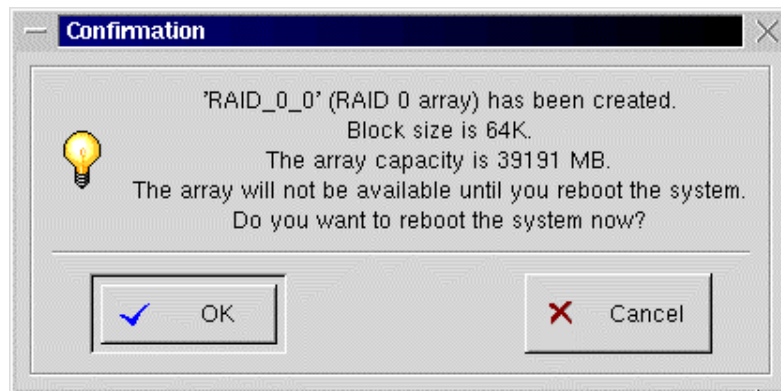 Confirmation
'RAID_0_0' (RAID 0 array) has been created.
Block size is 64K.
The array capacity is 39191 MB.
The array will not be available until you reboot the system.
Do you want to reboot the system now?
OK
Cancel